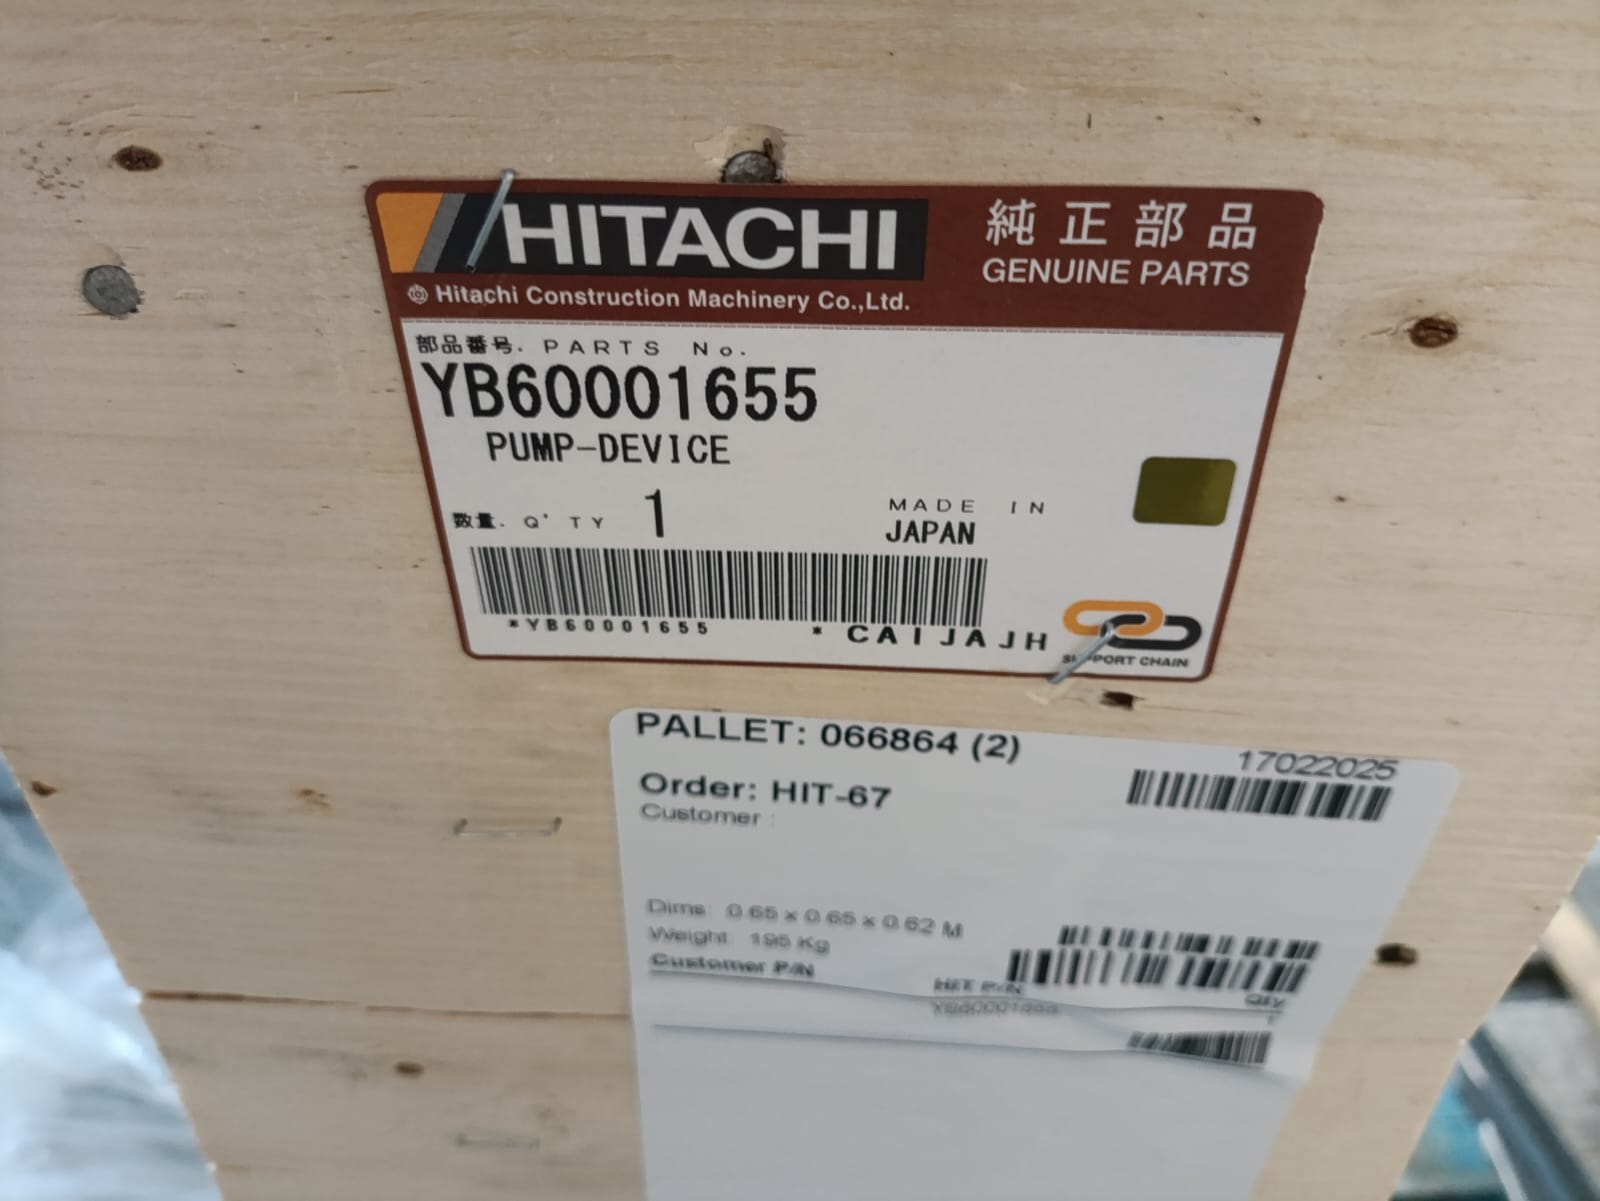 HITACHI
純正部品
GENUINE PARTS
Hitachi Construction Machinery Co.,Ltd.
部品番号. PARTS No.
YB60001655
PUMP-DEVICE
数量. Q'TY 1
MADE IN
JAPAN
*YB60001655 * CAIJAJH
SUPPORT CHAIN
PALLET: 066864 (2)
17022025
Order: HIT-67
Customer :
Dims: 0.65 x 0.65 x 0.62 M
Weight: 195 Kg
Customer P/N
HIT P/N
Qty
YB60001655
1